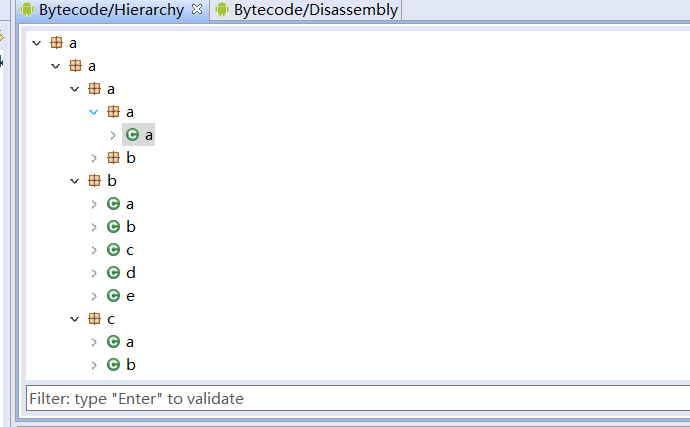 Bytecode/Hierarchy Bytecode/Disassembly
a
a
a
a
a
b
b
a
b
c
d
e
c
a
b
Filter: type "Enter" to validate